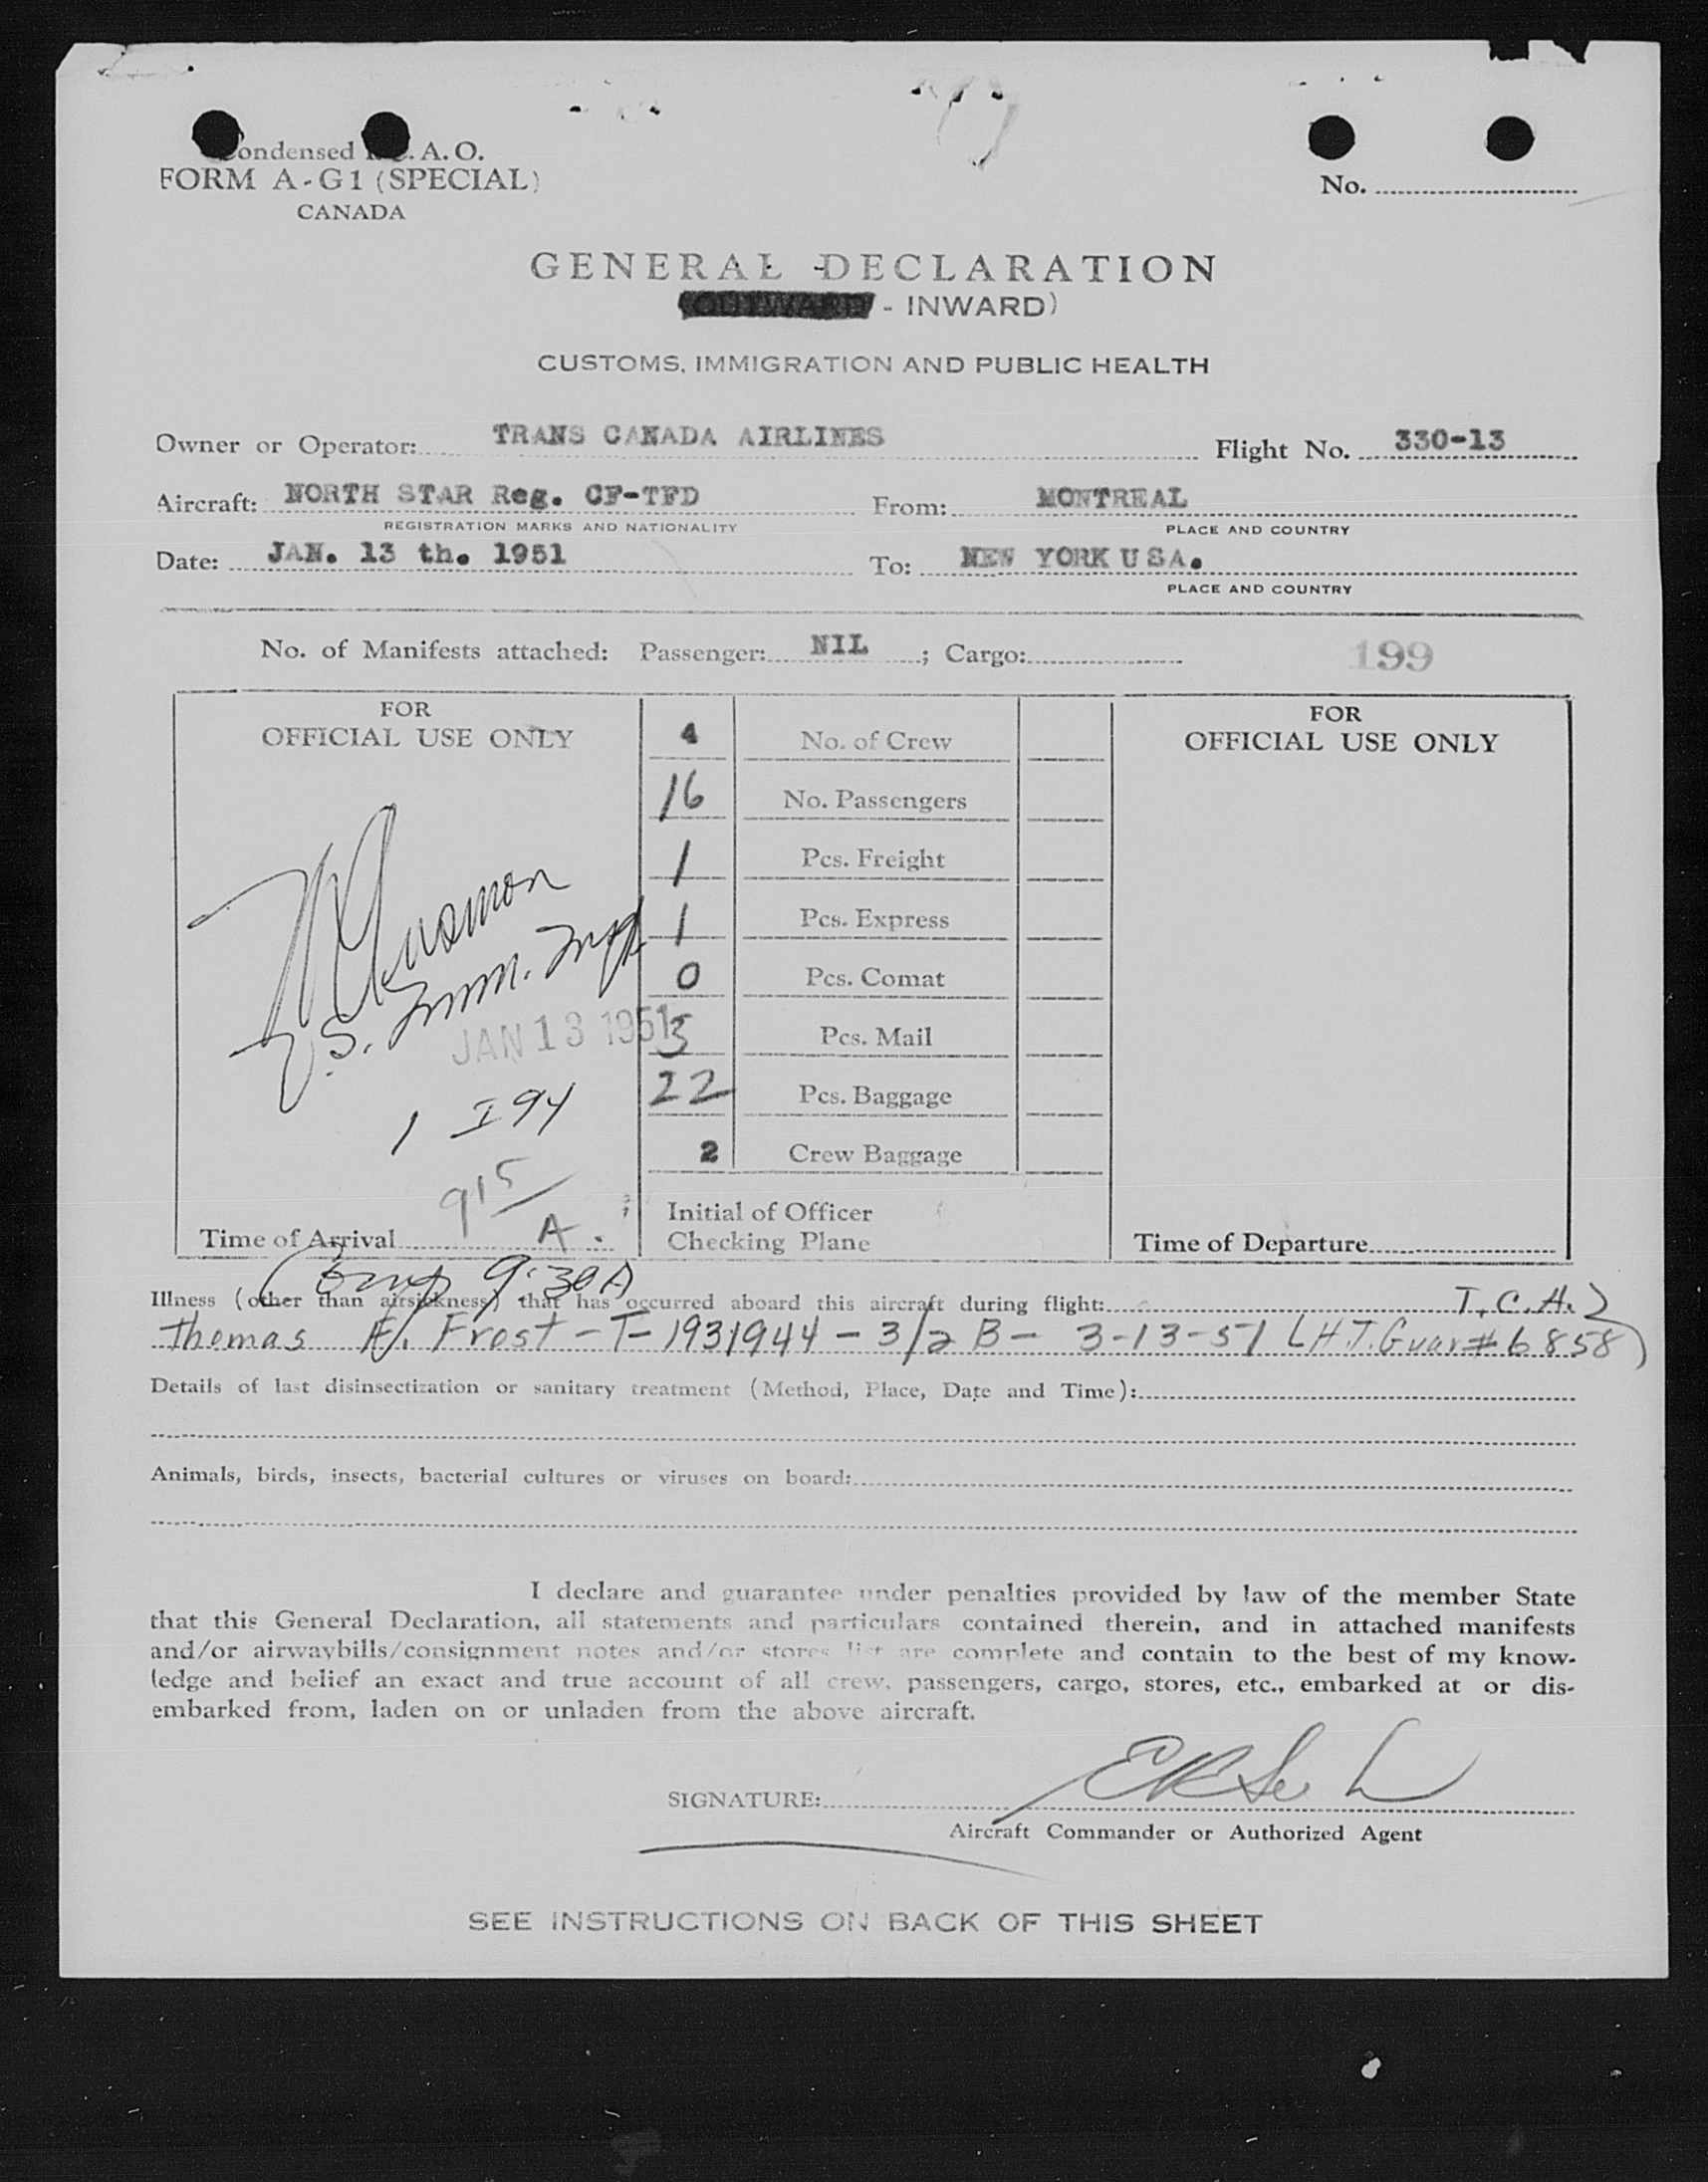 Condensed I.C.A.O.
FORM A-G1 (SPECIAL)
CANADA
No.
GENERAL DECLARATION
(OUTWARD - INWARD)
CUSTOMS, IMMIGRATION AND PUBLIC HEALTH
Owner or Operator: TRANS CANADA AIRLINES Flight No. 330-13
Aircraft: NORTH STAR Reg. CF-TFD From: MONTREAL
REGISTRATION MARKS AND NATIONALITY PLACE AND COUNTRY
Date: JAN. 13 th. 1951 To: NEW YORK USA.
PLACE AND COUNTRY
No. of Manifests attached: Passenger: NIL ; Cargo: 199
FOR
OFFICIAL USE ONLY
4 No. of Crew
16 No. Passengers
1 Pcs. Freight
1 Pcs. Express
0 Pcs. Comat
5 Pcs. Mail
22 Pcs. Baggage
2 Crew Baggage
U.S. Imm. Insp
JAN 13 1951
1 I 94
915
A.
Time of Arrival
Initial of Officer
Checking Plane
FOR
OFFICIAL USE ONLY
Time of Departure
9:30A
Illness (other than airsickness) that has occurred aboard this aircraft during flight: T.C.A.
Thomas F. Frost - T-1931944 - 3/2 B - 3-13-51 (H.T. Guar # 6858)
Details of last disinsectization or sanitary treatment (Method, Place, Date and Time):
Animals, birds, insects, bacterial cultures or viruses on board:
I declare and guarantee under penalties provided by law of the member State
that this General Declaration, all statements and particulars contained therein, and in attached manifests
and/or airwaybills/consignment notes and/or stores list are complete and contain to the best of my know-
ledge and belief an exact and true account of all crew, passengers, cargo, stores, etc., embarked at or dis-
embarked from, laden on or unladen from the above aircraft.
SIGNATURE:
Aircraft Commander or Authorized Agent
SEE INSTRUCTIONS ON BACK OF THIS SHEET